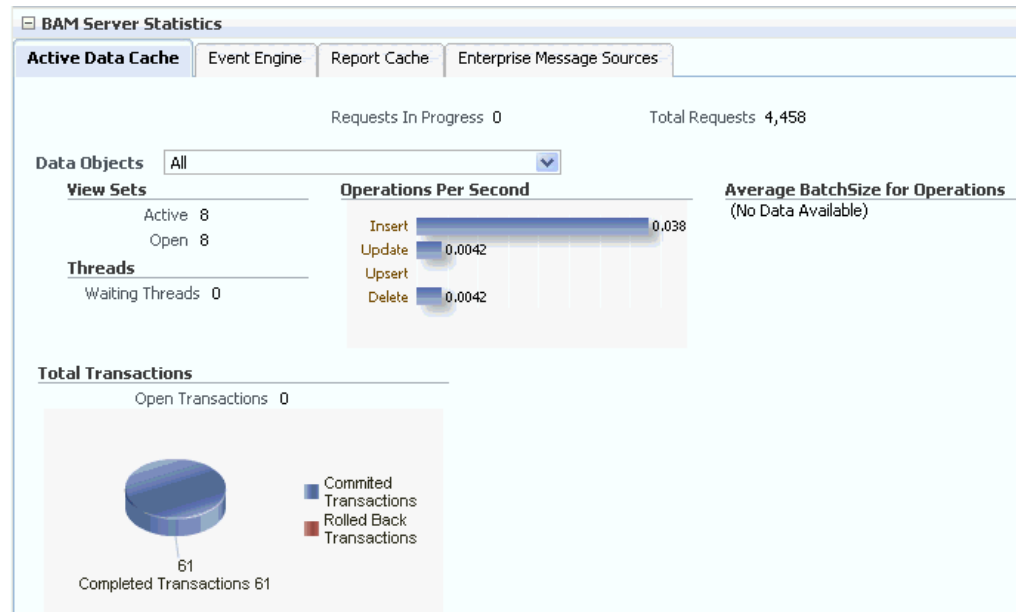 BAM Server Statistics
Active Data Cache Event Engine Report Cache Enterprise Message Sources
Requests In Progress 0 Total Requests 4,458
Data Objects All
View Sets Operations Per Second Average BatchSize for Operations
(No Data Available)
Active 8
Open 8
Threads
Waiting Threads 0
Insert 0.038
Update 0.0042
Upsert
Delete 0.0042
Total Transactions
Open Transactions 0
Commited
Transactions
Rolled Back
Transactions
61
Completed Transactions 61